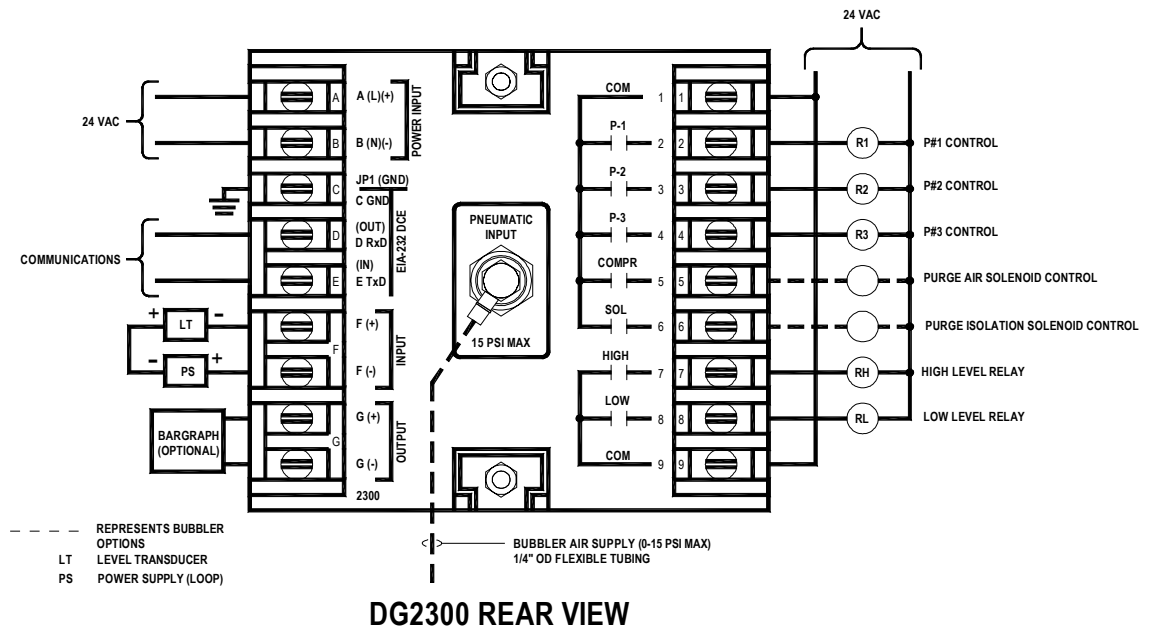 24 VAC
24 VAC
COMMUNICATIONS
+ LT -
- PS +
BARGRAPH
(OPTIONAL)
A
B
C
D
E
F
G
A (L)(+)
B (N)(-)
POWER INPUT
JP1 (GND)
C GND
(OUT)
D RxD
(IN)
E TxD
EIA-232 DCE
F (+)
F (-)
INPUT
G (+)
G (-)
OUTPUT
2300
PNEUMATIC
INPUT
15 PSI MAX
COM 1 1
P-1 2 2 R1 P#1 CONTROL
P-2 3 3 R2 P#2 CONTROL
P-3 4 4 R3 P#3 CONTROL
COMPR 5 5 PURGE AIR SOLENOID CONTROL
SOL 6 6 PURGE ISOLATION SOLENOID CONTROL
HIGH 7 7 RH HIGH LEVEL RELAY
LOW 8 8 RL LOW LEVEL RELAY
COM 9 9
REPRESENTS BUBBLER
OPTIONS
LT LEVEL TRANSDUCER
PS POWER SUPPLY (LOOP)
BUBBLER AIR SUPPLY (0-15 PSI MAX)
1/4" OD FLEXIBLE TUBING
DG2300 REAR VIEW